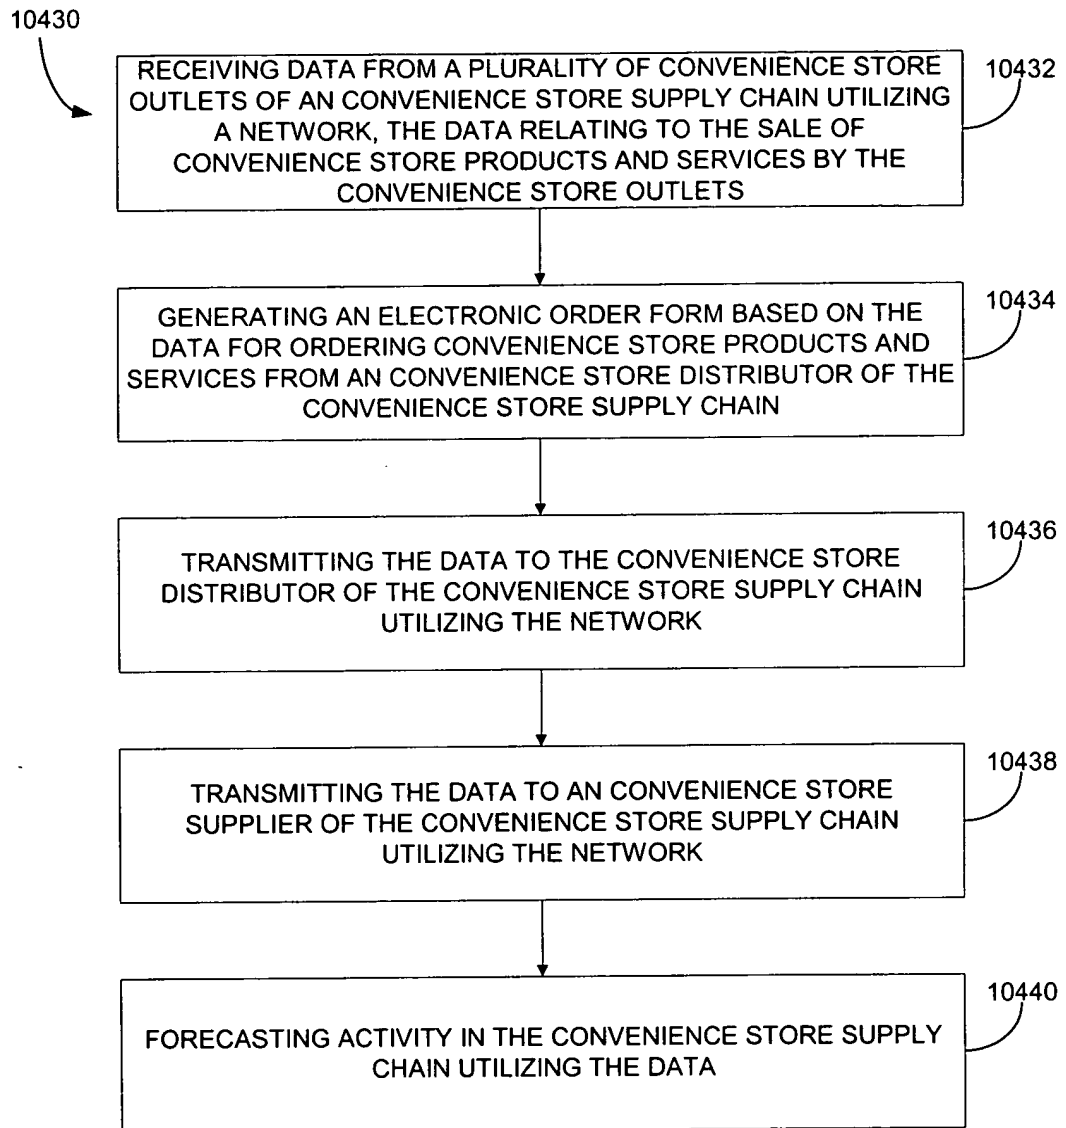 10430
RECEIVING DATA FROM A PLURALITY OF CONVENIENCE STORE
OUTLETS OF AN CONVENIENCE STORE SUPPLY CHAIN UTILIZING
A NETWORK, THE DATA RELATING TO THE SALE OF
CONVENIENCE STORE PRODUCTS AND SERVICES BY THE
CONVENIENCE STORE OUTLETS
10432
GENERATING AN ELECTRONIC ORDER FORM BASED ON THE
DATA FOR ORDERING CONVENIENCE STORE PRODUCTS AND
SERVICES FROM AN CONVENIENCE STORE DISTRIBUTOR OF THE
CONVENIENCE STORE SUPPLY CHAIN
10434
TRANSMITTING THE DATA TO THE CONVENIENCE STORE
DISTRIBUTOR OF THE CONVENIENCE STORE SUPPLY CHAIN
UTILIZING THE NETWORK
10436
TRANSMITTING THE DATA TO AN CONVENIENCE STORE
SUPPLIER OF THE CONVENIENCE STORE SUPPLY CHAIN
UTILIZING THE NETWORK
10438
FORECASTING ACTIVITY IN THE CONVENIENCE STORE SUPPLY
CHAIN UTILIZING THE DATA
10440